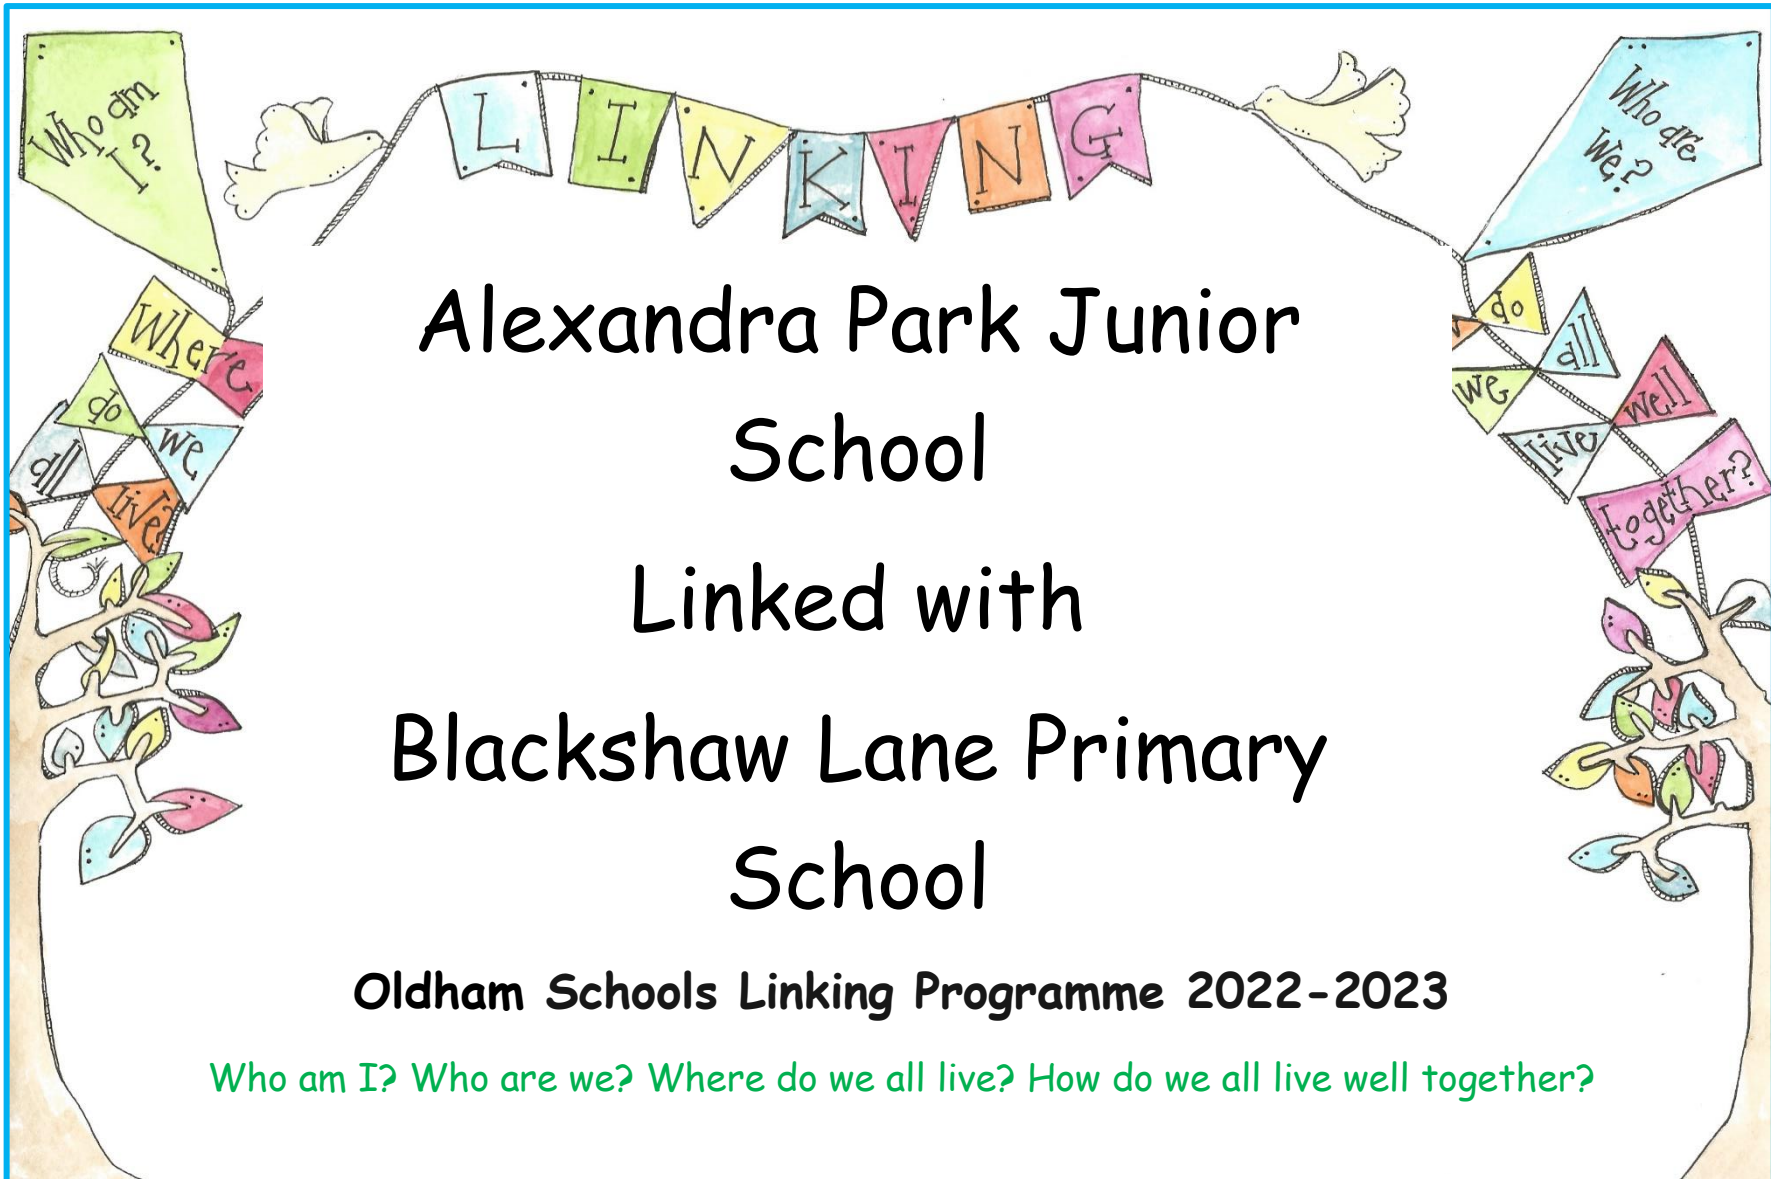 LINKING
Who am
I?
Who are
We?
Where
do
we
all
live?
do
we
all
live
well
together?
Alexandra Park Junior
School
Linked with
Blackshaw Lane Primary
School
Oldham Schools Linking Programme 2022-2023
Who am I? Who are we? Where do we all live? How do we all live well together?